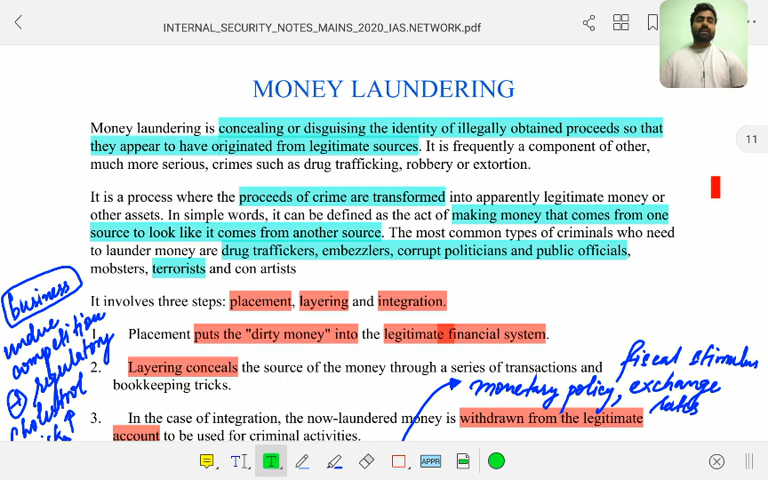 INTERNAL_SECURITY_NOTES_MAINS_2020_IAS.NETWORK.pdf
MONEY LAUNDERING
11
Money laundering is concealing or disguising the identity of illegally obtained proceeds so that
they appear to have originated from legitimate sources. It is frequently a component of other,
much more serious, crimes such as drug trafficking, robbery or extortion.
It is a process where the proceeds of crime are transformed into apparently legitimate money or
other assets. In simple words, it can be defined as the act of making money that comes from one
source to look like it comes from another source. The most common types of criminals who need
to launder money are drug traffickers, embezzlers, corrupt politicians and public officials,
mobsters, terrorists and con artists
It involves three steps: placement, layering and integration.
1. Placement puts the "dirty money" into the legitimate financial system.
2. Layering conceals the source of the money through a series of transactions and
bookkeeping tricks.
3. In the case of integration, the now-laundered money is withdrawn from the legitimate
account to be used for criminal activities.
business
undue
competition
regulatory
fiscal stimulus
monetary policy, exchange
rates
APPR